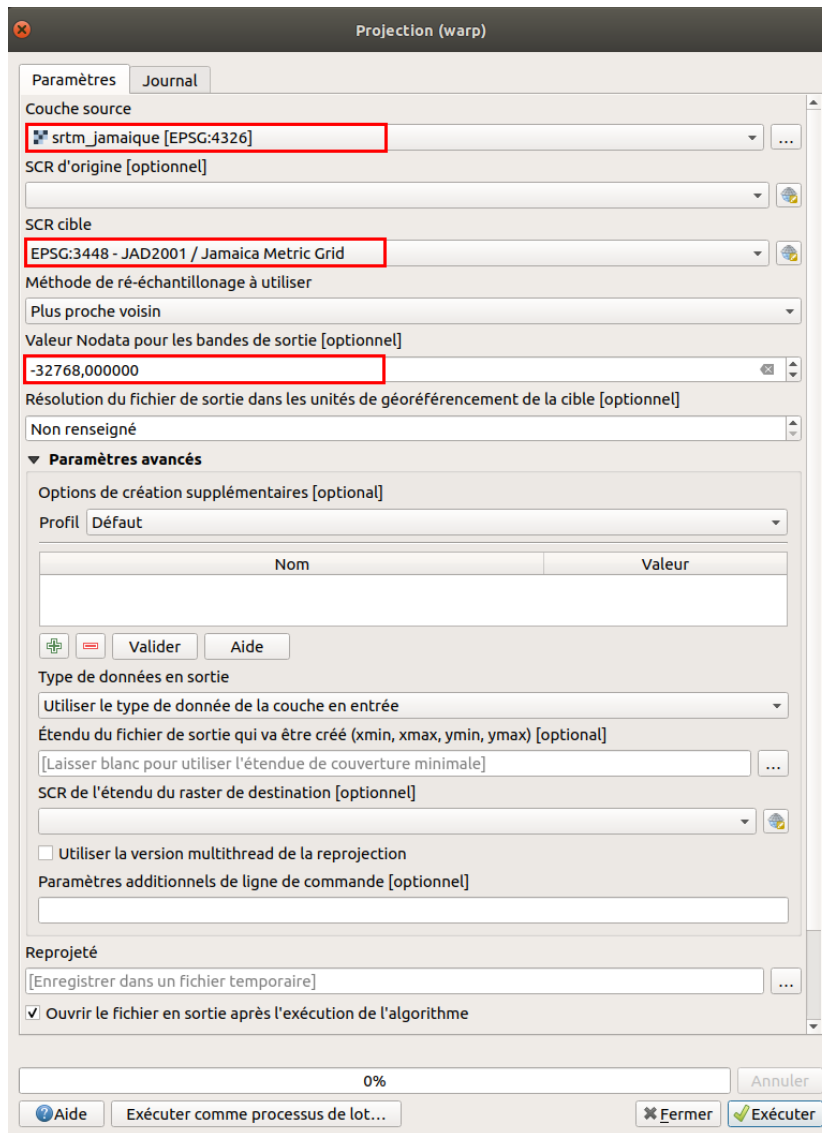 Projection (warp)
Paramètres Journal
Couche source
srtm_jamaique [EPSG:4326]
...
SCR d'origine [optionnel]
SCR cible
EPSG:3448 - JAD2001 / Jamaica Metric Grid
Méthode de ré-échantillonage à utiliser
Plus proche voisin
Valeur Nodata pour les bandes de sortie [optionnel]
-32768,000000
Résolution du fichier de sortie dans les unités de géoréférencement de la cible [optionnel]
Non renseigné
Paramètres avancés
Options de création supplémentaires [optional]
Profil Défaut
Nom Valeur
Valider Aide
Type de données en sortie
Utiliser le type de donnée de la couche en entrée
Étendu du fichier de sortie qui va être créé (xmin, xmax, ymin, ymax) [optional]
[Laisser blanc pour utiliser l'étendue de couverture minimale]
...
SCR de l'étendu du raster de destination [optionnel]
Utiliser la version multithread de la reprojection
Paramètres additionnels de ligne de commande [optionnel]
Reprojeté
[Enregistrer dans un fichier temporaire]
...
Ouvrir le fichier en sortie après l'exécution de l'algorithme
0% Annuler
Aide Exécuter comme processus de lot... Fermer Exécuter